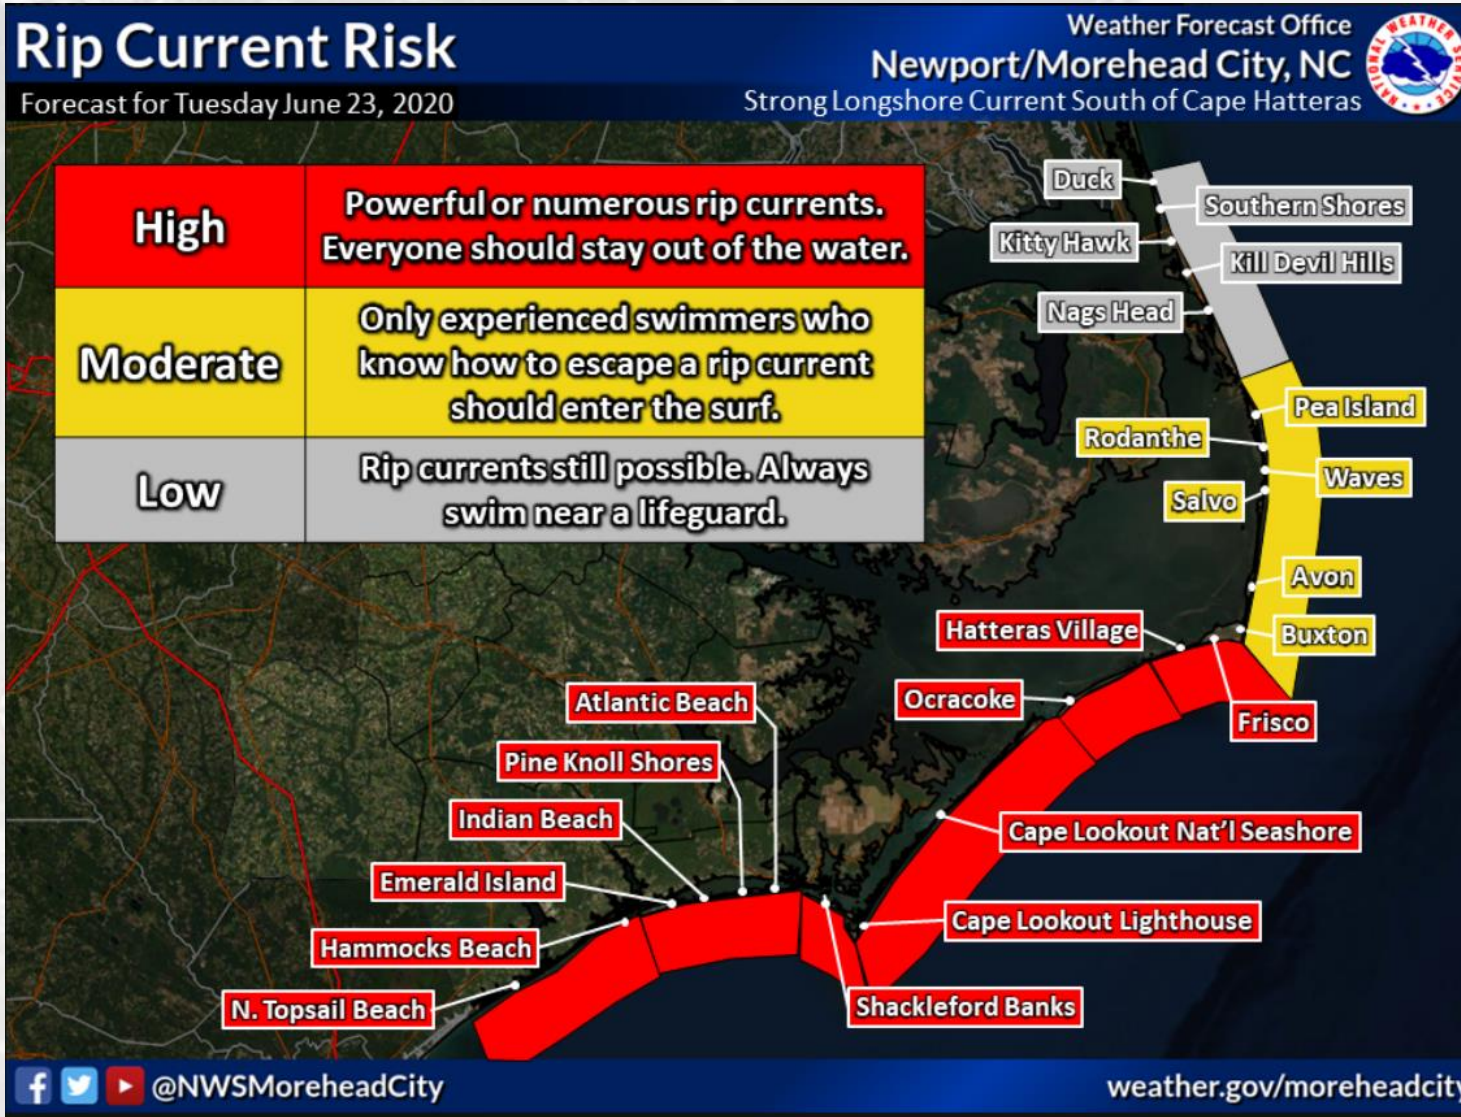 Rip Current Risk
Forecast for Tuesday June 23, 2020
Weather Forecast Office
Newport/Morehead City, NC
Strong Longshore Current South of Cape Hatteras
NATIONAL WEATHER SERVICE
High
Powerful or numerous rip currents.
Everyone should stay out of the water.
Moderate
Only experienced swimmers who
know how to escape a rip current
should enter the surf.
Low
Rip currents still possible. Always
swim near a lifeguard.
Duck
Southern Shores
Kitty Hawk
Kill Devil Hills
Nags Head
Pea Island
Rodanthe
Waves
Salvo
Avon
Buxton
Hatteras Village
Frisco
Ocracoke
Atlantic Beach
Pine Knoll Shores
Indian Beach
Cape Lookout Nat'l Seashore
Emerald Island
Cape Lookout Lighthouse
Hammocks Beach
Shackleford Banks
N. Topsail Beach
@NWSMoreheadCity
weather.gov/moreheadcity